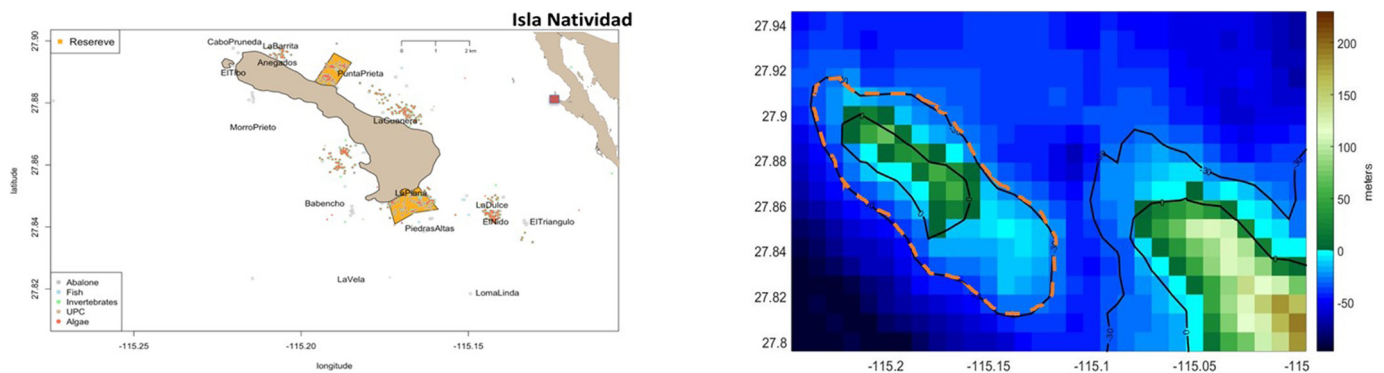 Isla Natividad
Resereve
CaboPruneda
LaBarrita
Anegados
ElTibo
PuntaPrieta
0 1 2 km
LaGuanera
MorroPrieto
LaPlana
Babencho
LaDulce
ElNido
ElTriangulo
PiedrasAltas
LaVela
LomaLinda
Abalone
Fish
Invertebrates
UPC
Algae
27.90
27.88
27.86
27.84
27.82
latitude
-115.25 -115.20 -115.15
longitude
27.94
27.92
27.9
27.88
27.86
27.84
27.82
27.8
-115.2 -115.15 -115.1 -115.05 -115
200
150
100
50
0
-50
meters